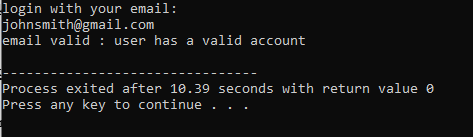 login with your email:
johnsmith@gmail.com
email valid : user has a valid account
--------------------------------
Process exited after 10.39 seconds with return value 0
Press any key to continue . . .